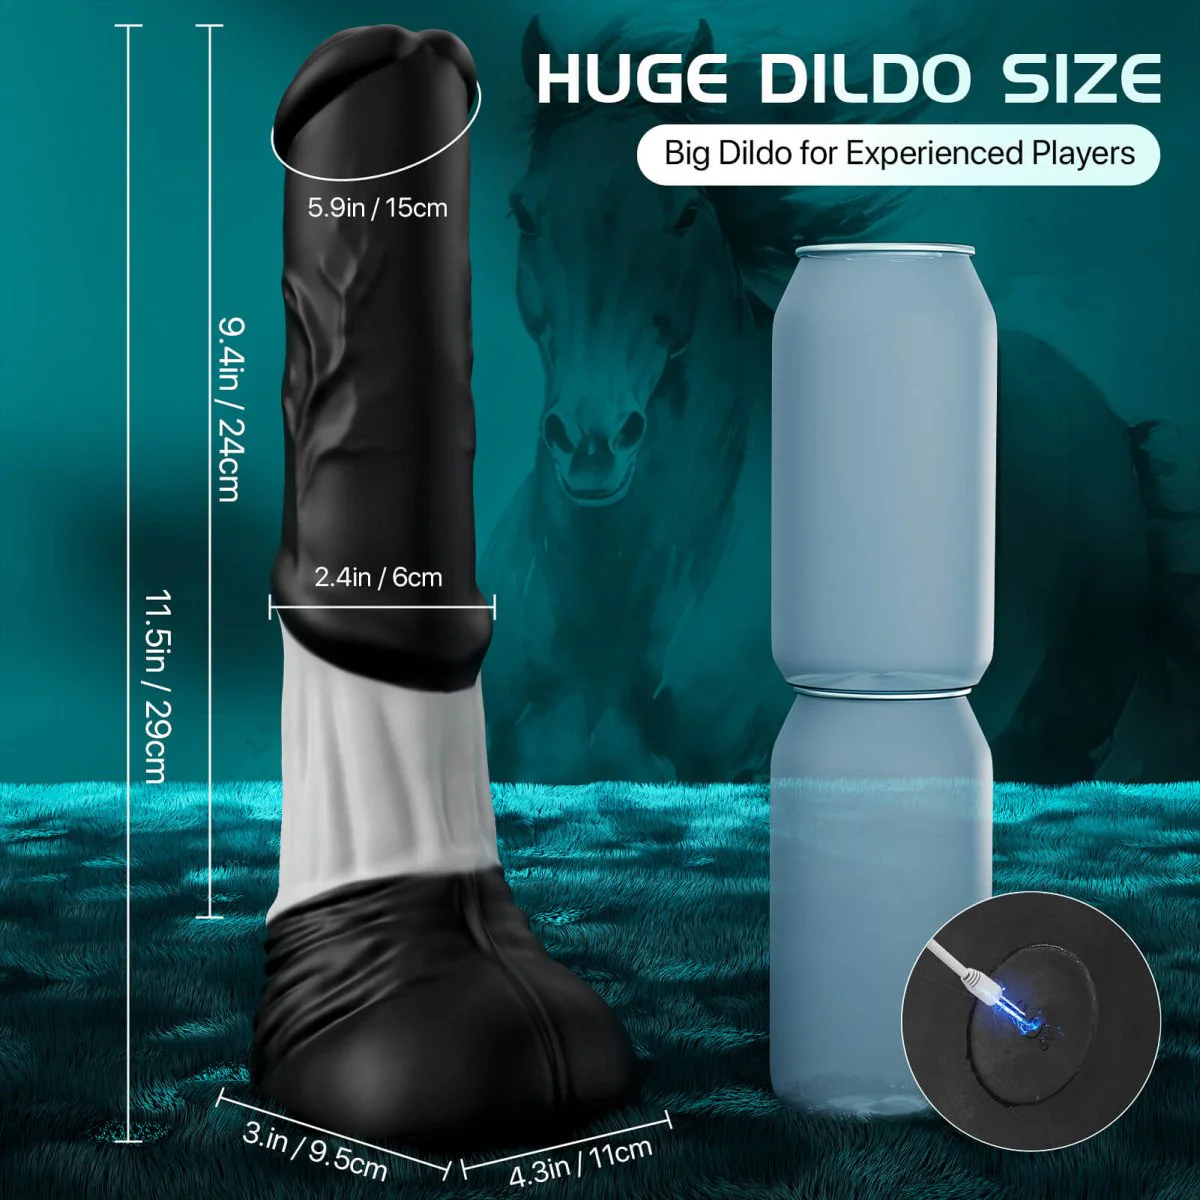 HUGE DILDO SIZE
Big Dildo for Experienced Players
5.9in / 15cm
9.4in / 24cm
2.4in / 6cm
11.5in / 29cm
3.in / 9.5cm
4.3in / 11cm